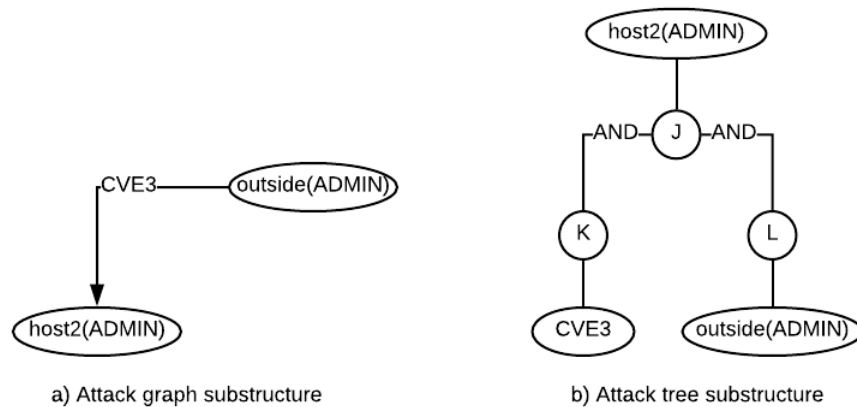 host2(ADMIN)
AND
J
AND
CVE3
outside(ADMIN)
K
L
host2(ADMIN)
CVE3
outside(ADMIN)
a) Attack graph substructure
b) Attack tree substructure